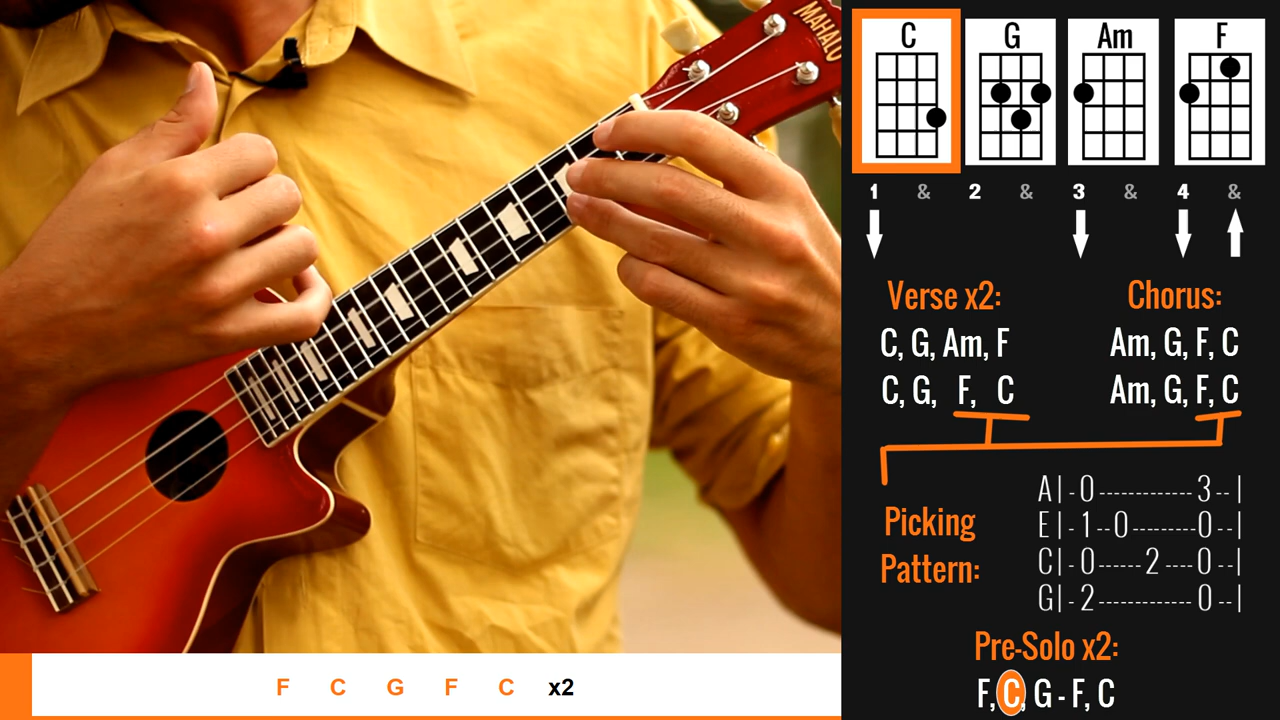 MAHALO
C G Am F
1 & 2 & 3 & 4 &
Verse x2:
C, G, Am, F
C, G, F, C
Chorus:
Am, G, F, C
Am, G, F, C
Picking
Pattern:
A|-0-------------3--|
E|-1--0---------0--|
C|-0------2----0--|
G|-2-------------0--|
Pre-Solo x2:
F, C, G - F, C
F C G F C x2